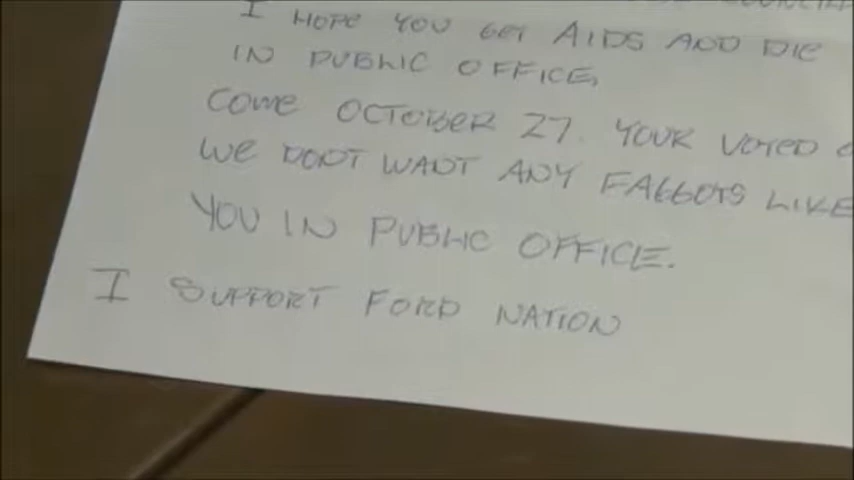 I HOPE YOU GET AIDS AND DIE
IN PUBLIC OFFICE,
COME OCTOBER 27. YOUR VOTED
WE DONT WANT ANY FAGGOTS LIKE
YOU IN PUBLIC OFFICE.
I SUPPORT FORD NATION